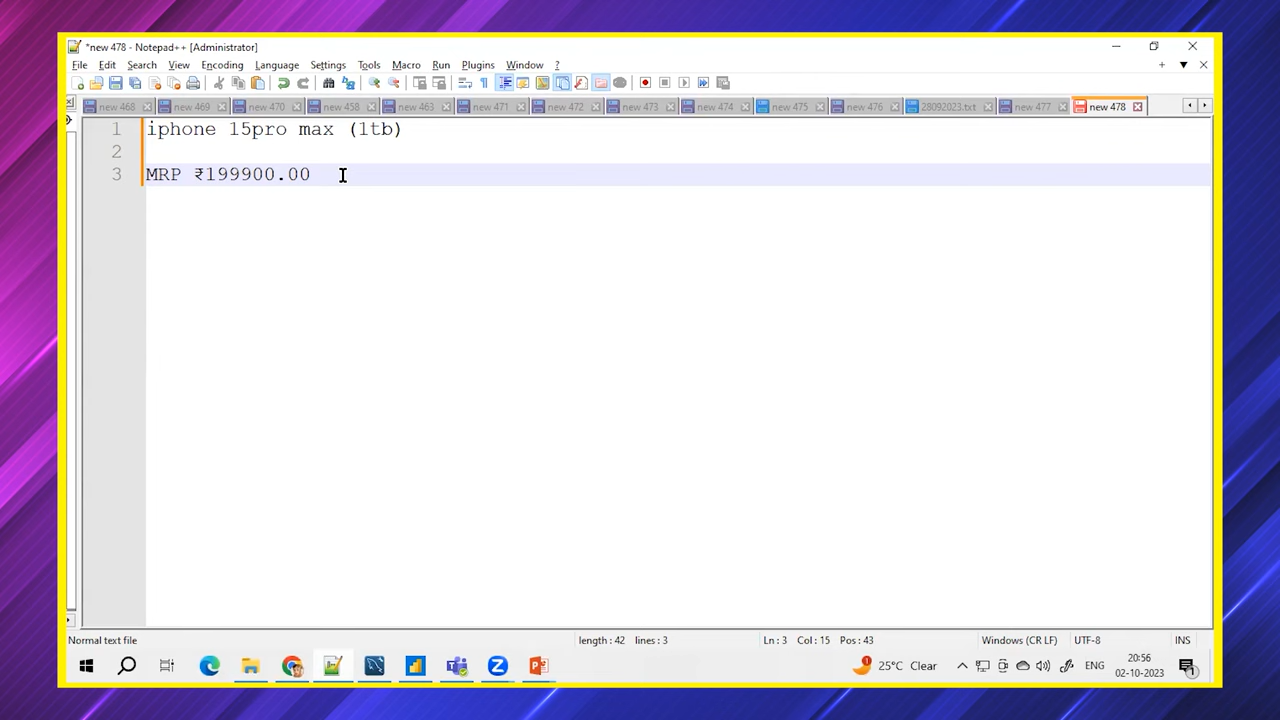 *new 478 - Notepad++ [Administrator]
File Edit Search View Encoding Language Settings Tools Macro Run Plugins Window ?
new 468 new 469 new 470 new 458 new 463 new 471 new 472 new 473 new 474 new 475 new 476 28092023.txt new 477 new 478
1 iphone 15pro max (1tb)
2
3 MRP ₹199900.00
Normal text file length : 42 lines : 3 Ln : 3 Col : 15 Pos : 43 Windows (CR LF) UTF-8 INS
25°C Clear ENG 20:56
02-10-2023